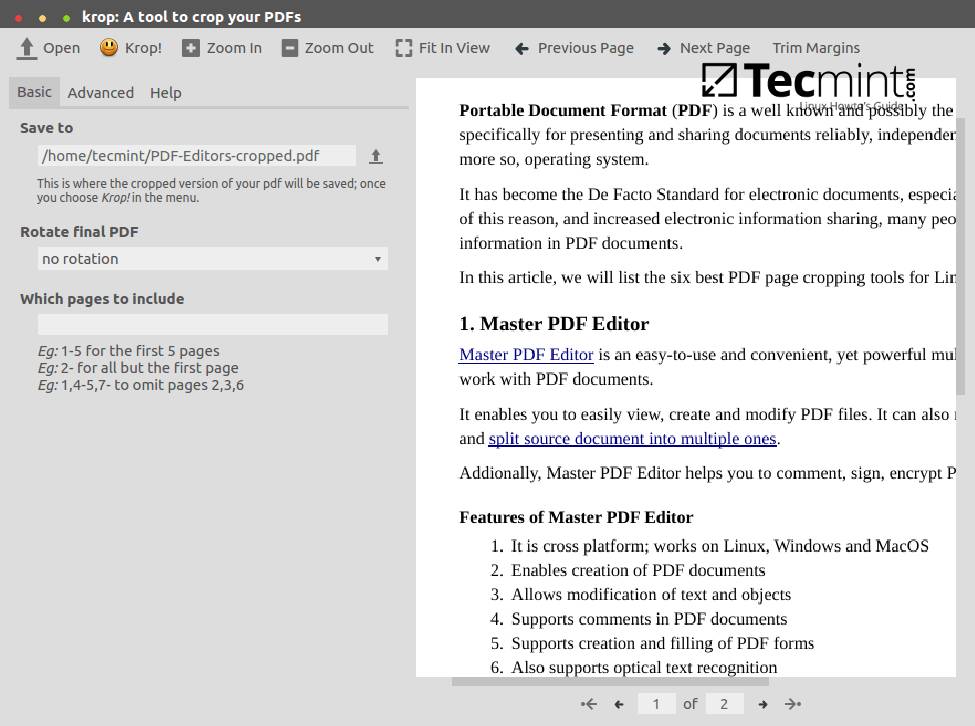 krop: A tool to crop your PDFs
Open Krop! Zoom In Zoom Out Fit In View Previous Page Next Page Trim Margins
Tecmint.com
Linux Howto's Guide
Basic Advanced Help
Save to
/home/tecmint/PDF-Editors-cropped.pdf
This is where the cropped version of your pdf will be saved; once
you choose Krop! in the menu.
Rotate final PDF
no rotation
Which pages to include
Eg: 1-5 for the first 5 pages
Eg: 2- for all but the first page
Eg: 1,4-5,7- to omit pages 2,3,6
Portable Document Format (PDF) is a well known and possibly the
specifically for presenting and sharing documents reliably, independen
more so, operating system.
It has become the De Facto Standard for electronic documents, especia
of this reason, and increased electronic information sharing, many peo
information in PDF documents.
In this article, we will list the six best PDF page cropping tools for Lin
1. Master PDF Editor
Master PDF Editor is an easy-to-use and convenient, yet powerful mul
work with PDF documents.
It enables you to easily view, create and modify PDF files. It can also
and split source document into multiple ones.
Addionally, Master PDF Editor helps you to comment, sign, encrypt P
Features of Master PDF Editor
1. It is cross platform; works on Linux, Windows and MacOS
2. Enables creation of PDF documents
3. Allows modification of text and objects
4. Supports comments in PDF documents
5. Supports creation and filling of PDF forms
6. Also supports optical text recognition
1 of 2